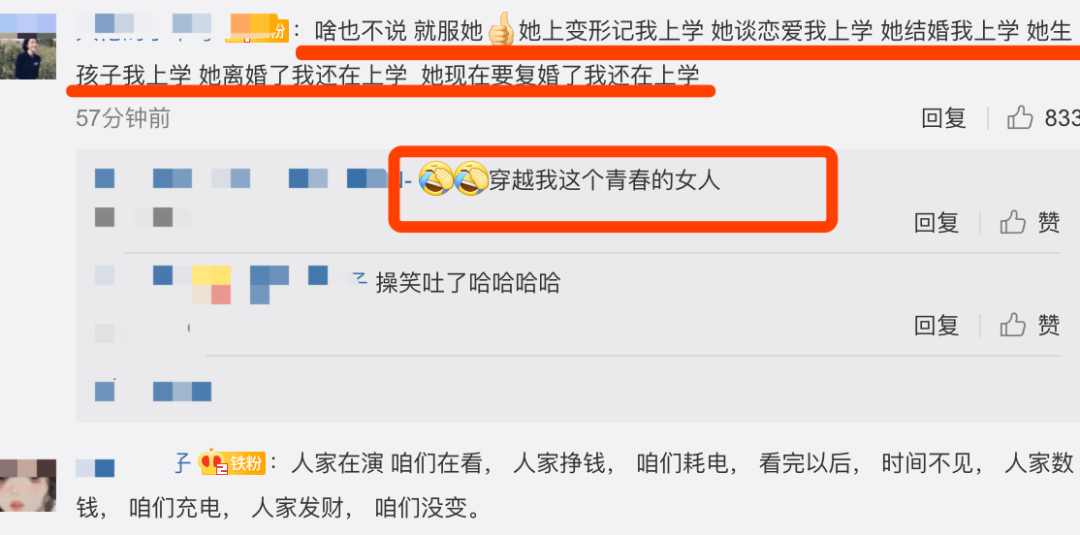 粉：啥也不说 就服她👍她上变形记我上学 她谈恋爱我上学 她结婚我上学 她生
孩子我上学 她离婚了我还在上学 她现在要复婚了我还在上学
57分钟前
回复 833
🤣🤣穿越我这个青春的女人
回复 赞
操笑吐了哈哈哈哈
回复 赞
子 2 铁粉：人家在演 咱们在看， 人家挣钱， 咱们耗电， 看完以后， 时间不见， 人家数
钱， 咱们充电， 人家发财， 咱们没变。